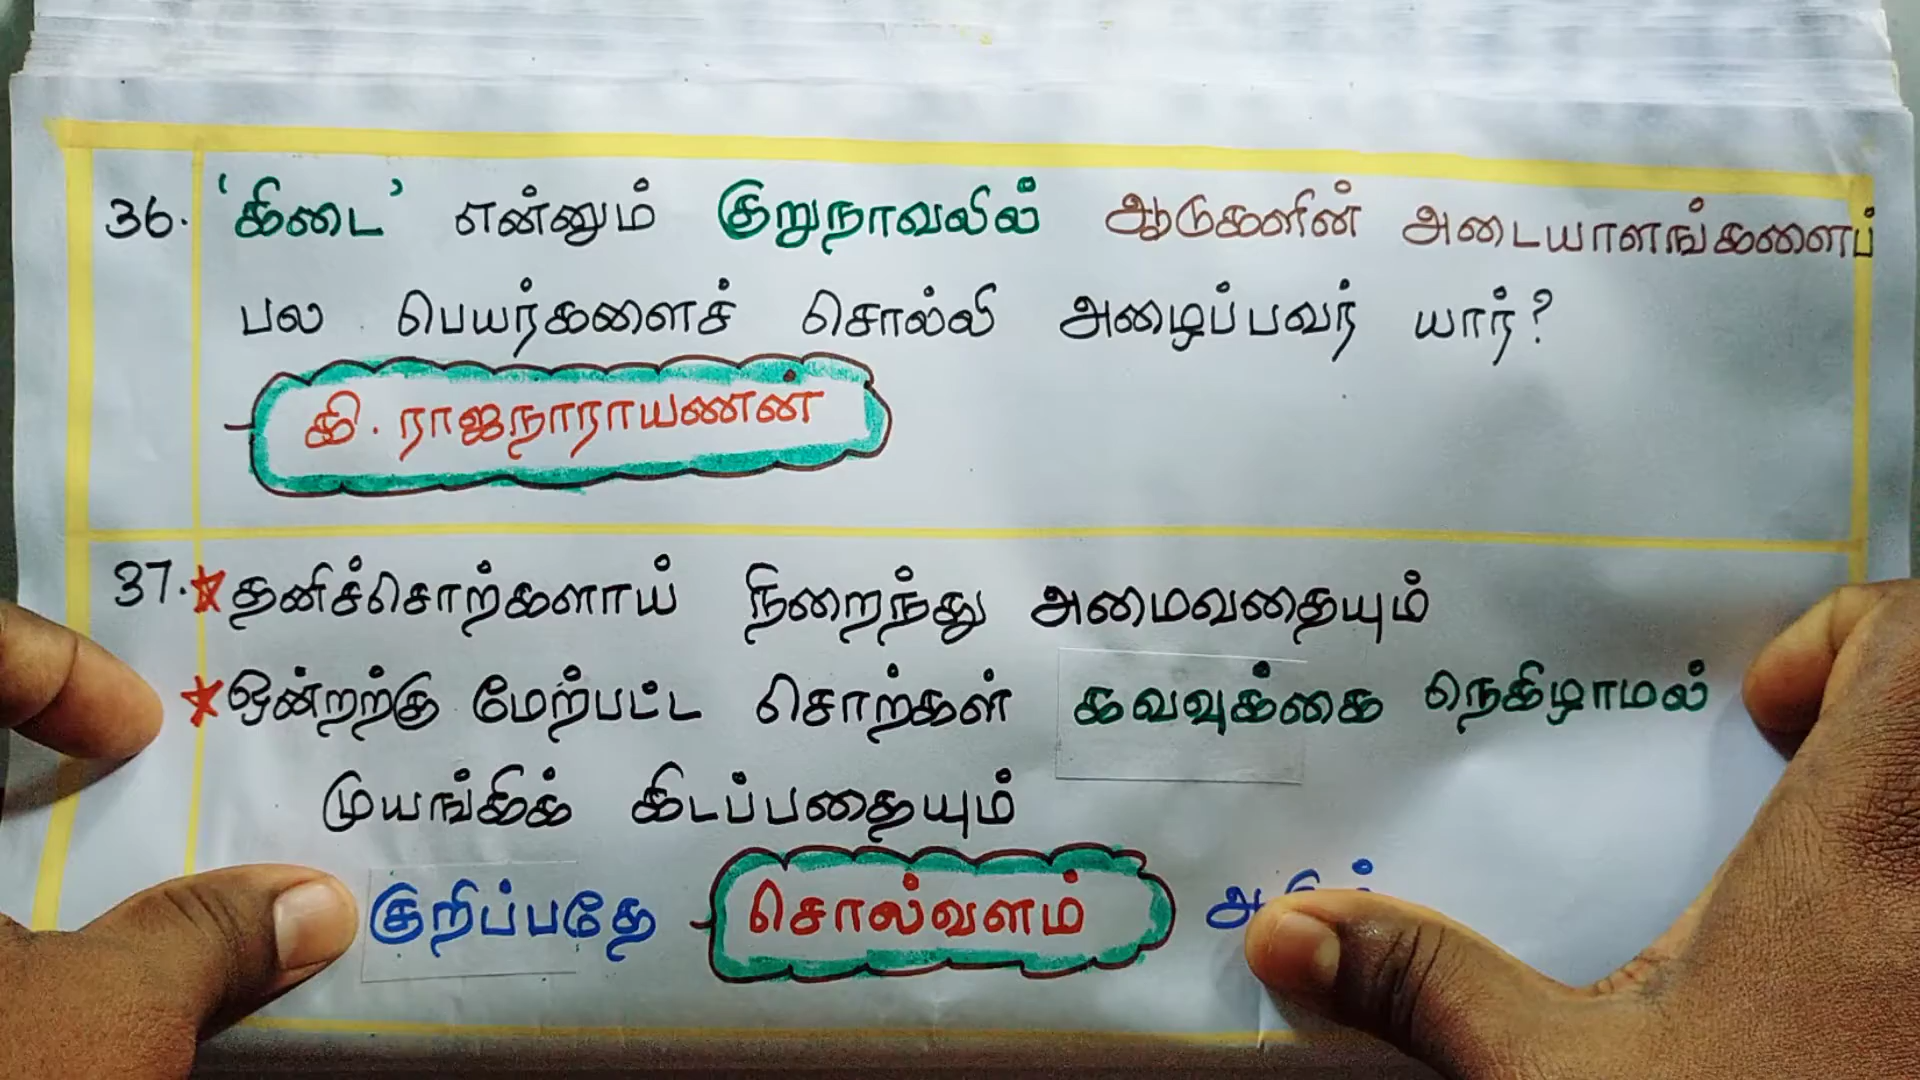 36. 'கிடை' என்னும் குறுநாவலில் ஆடுகளின் அடையாளங்களைப்
பல பெயர்களைச் சொல்லி அழைப்பவர் யார்?
கி. ராஜநாராயணன்
37. தனிச்சொற்களாய் நிறைந்து அமைவதையும்
ஒன்றற்கு மேற்பட்ட சொற்கள் கவவுக்கை நெகிழாமல்
முயங்கிக் கிடப்பதையும்
குறிப்பதே சொல்வளம்